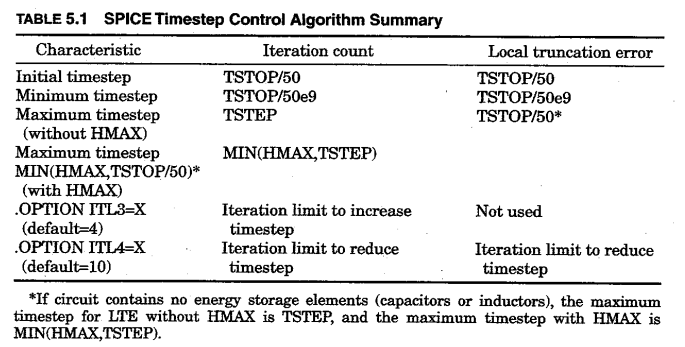 TABLE 5.1 SPICE Timestep Control Algorithm Summary
Characteristic Iteration count Local truncation error
Initial timestep TSTOP/50 TSTOP/50
Minimum timestep TSTOP/50e9 TSTOP/50e9
Maximum timestep TSTEP TSTOP/50*
(without HMAX)
Maximum timestep MIN(HMAX,TSTEP)
MIN(HMAX,TSTOP/50)*
(with HMAX)
.OPTION ITL3=X Iteration limit to increase Not used
(default=4) timestep
.OPTION ITL4=X Iteration limit to reduce Iteration limit to reduce
(default=10) timestep timestep
*If circuit contains no energy storage elements (capacitors or inductors), the maximum
timestep for LTE without HMAX is TSTEP, and the maximum timestep with HMAX is
MIN(HMAX,TSTEP).